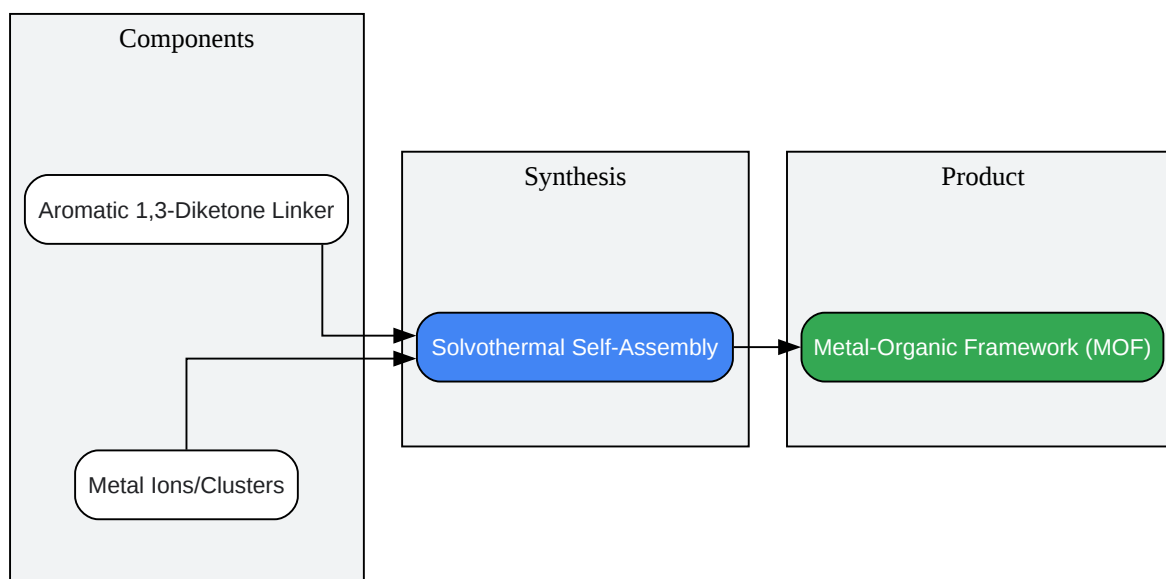 Components
Aromatic 1,3-Diketone Linker
Metal Ions/Clusters
Synthesis
Solvothermal Self-Assembly
Product
Metal-Organic Framework (MOF)